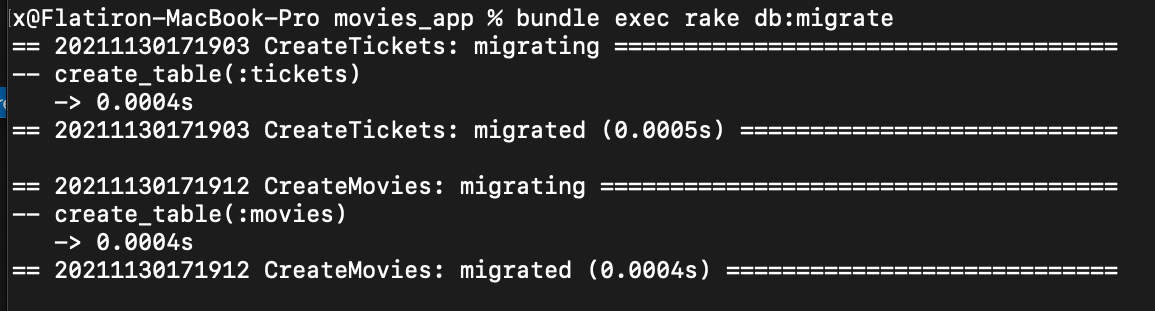 x@Flatiron-MacBook-Pro movies_app % bundle exec rake db:migrate
== 20211130171903 CreateTickets: migrating ====================================
-- create_table(:tickets)
   -> 0.0004s
== 20211130171903 CreateTickets: migrated (0.0005s) ===========================
== 20211130171912 CreateMovies: migrating =====================================
-- create_table(:movies)
   -> 0.0004s
== 20211130171912 CreateMovies: migrated (0.0004s) ============================